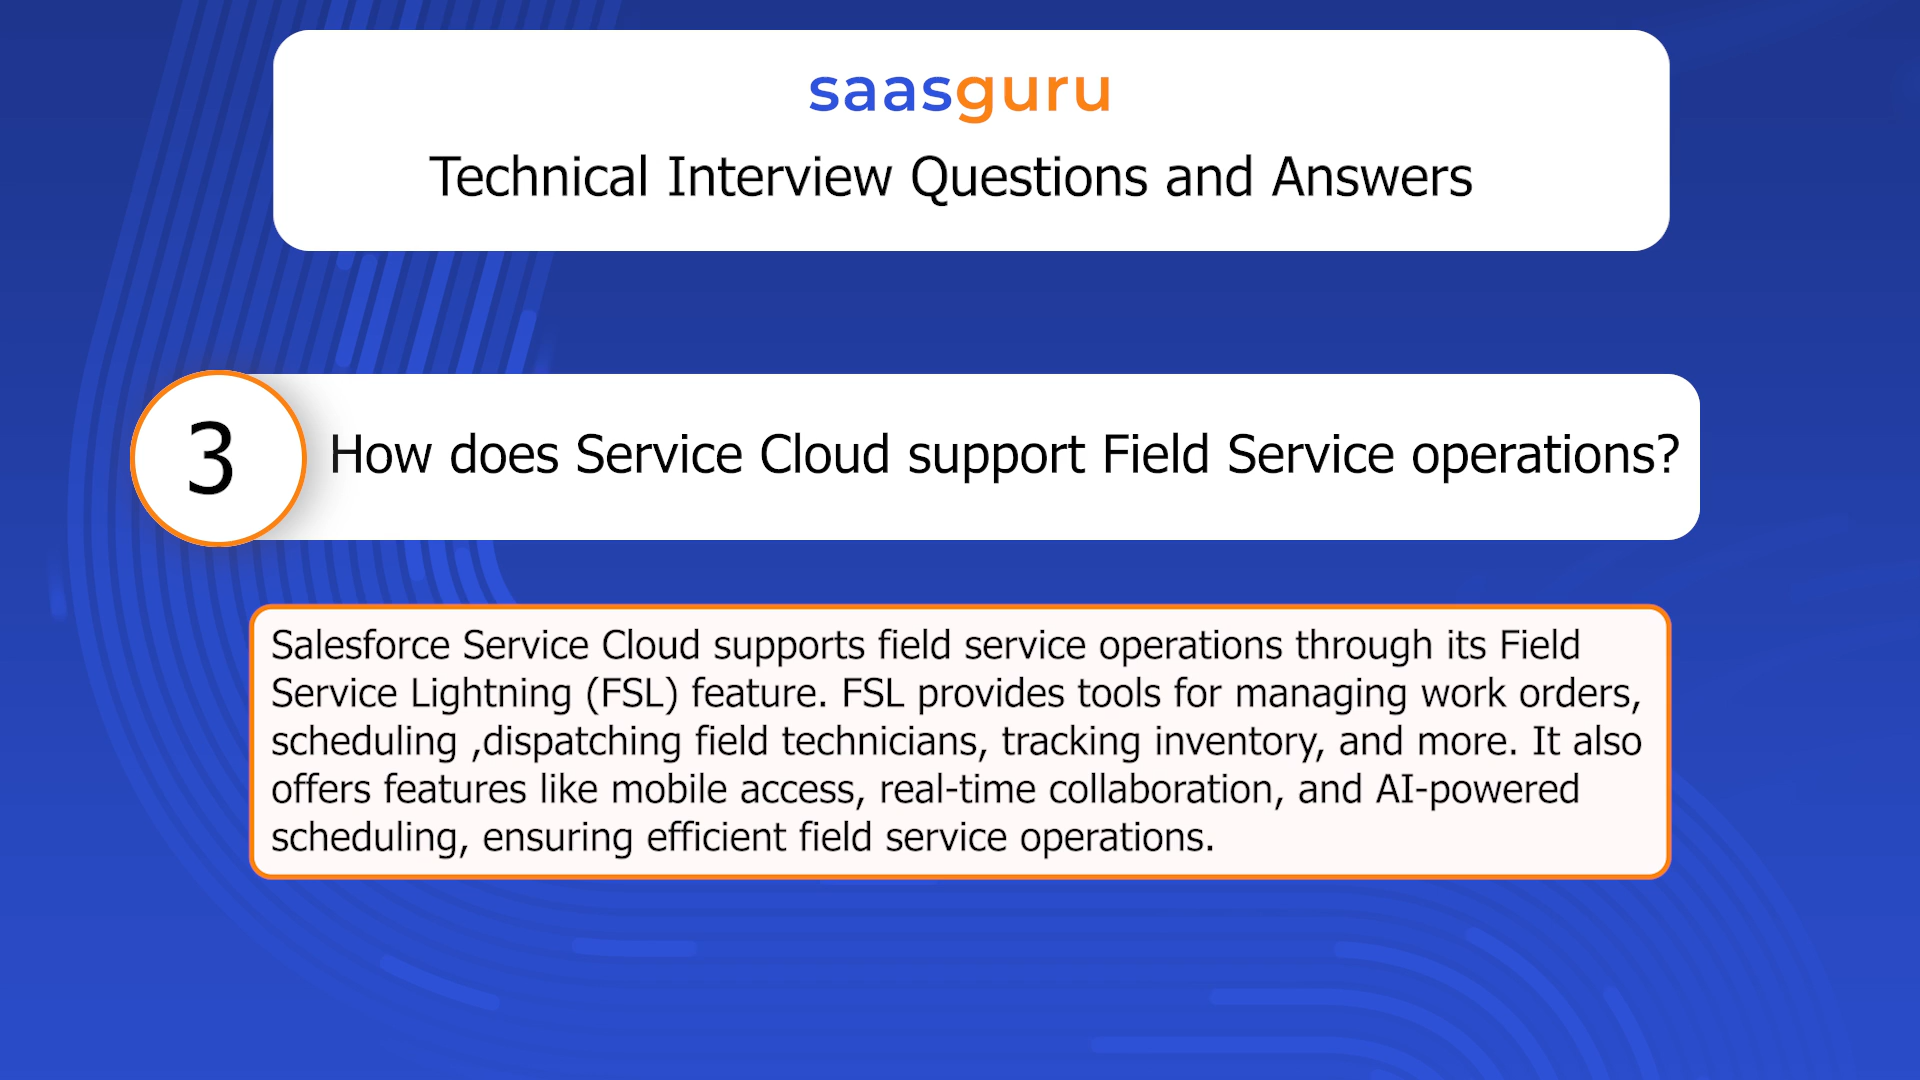 saasguru
Technical Interview Questions and Answers
3
How does Service Cloud support Field Service operations?
Salesforce Service Cloud supports field service operations through its Field
Service Lightning (FSL) feature. FSL provides tools for managing work orders,
scheduling ,dispatching field technicians, tracking inventory, and more. It also
offers features like mobile access, real-time collaboration, and AI-powered
scheduling, ensuring efficient field service operations.